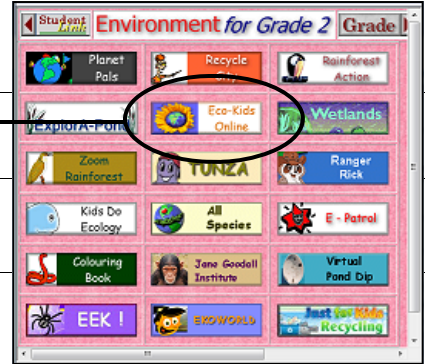 Student Link
Environment for Grade 2
Grade
Planet Pals
Recycle
Rainforest Action
ExplorA-Pond
Eco-Kids Online
Wetlands
Zoom Rainforest
TUNZA
Ranger Rick
Kids Do Ecology
All Species
E - Patrol
Colouring Book
Jane Goodall Institute
Virtual Pond Dip
EEK !
EKOWORLD
Just for Kids Recycling